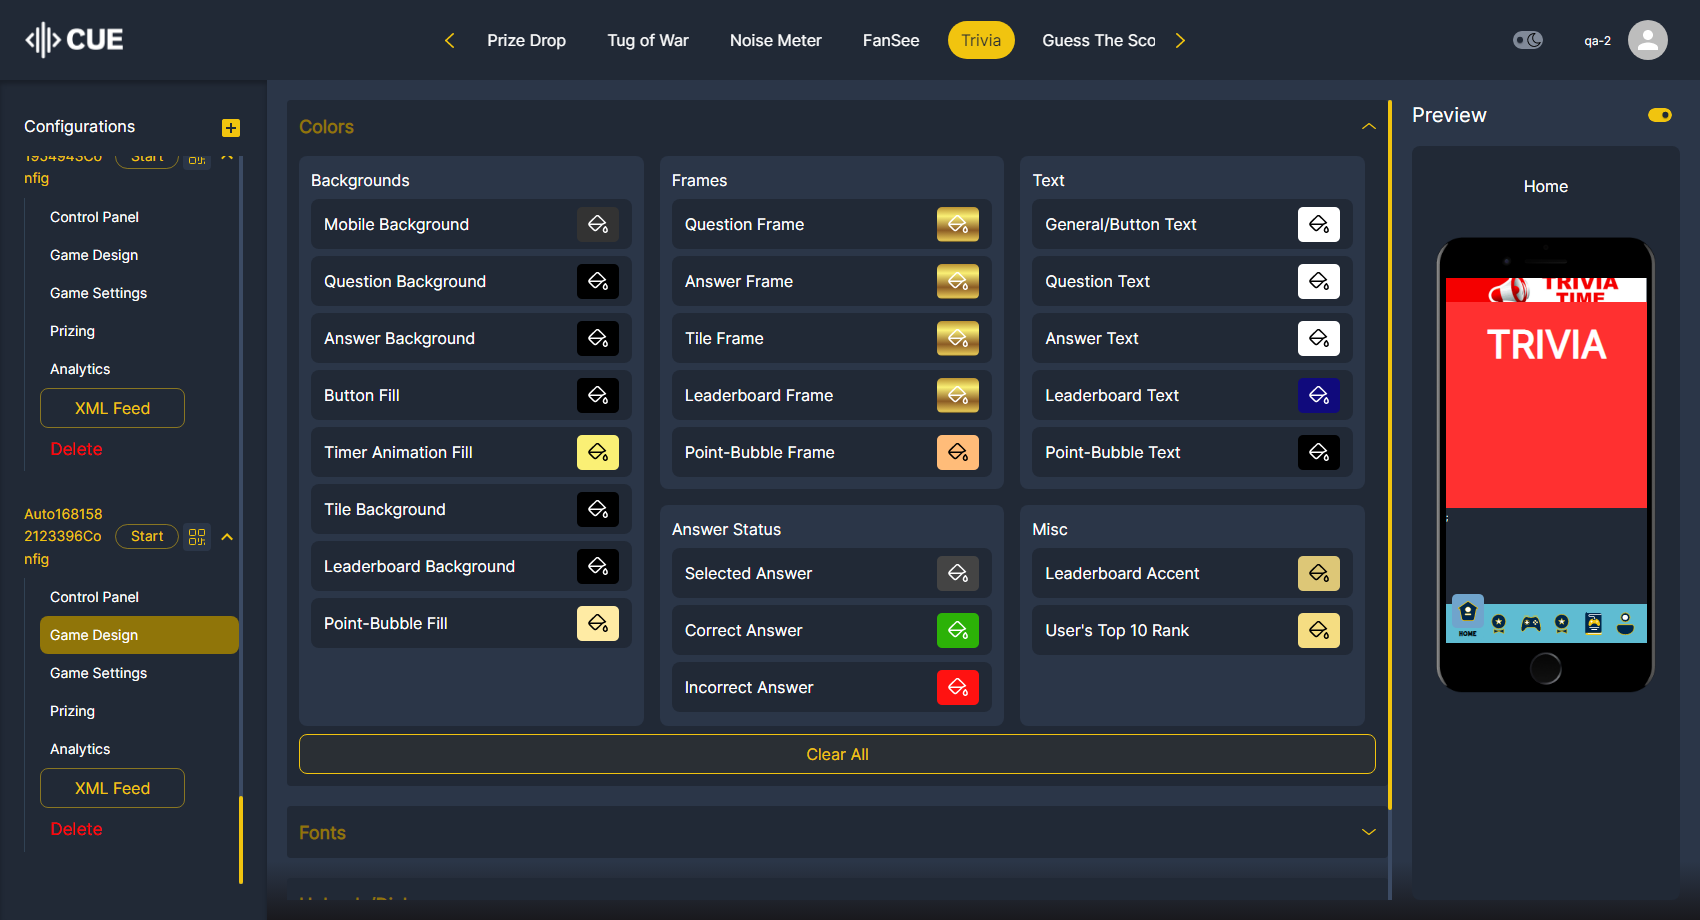 CUE
Prize Drop
Tug of War
Noise Meter
FanSee
Trivia
Guess The Sco
qa-2
Configurations
1954943Co
nfig
Start
Control Panel
Game Design
Game Settings
Prizing
Analytics
XML Feed
Delete
Auto168158
2123396Co
nfig
Start
Control Panel
Game Design
Game Settings
Prizing
Analytics
XML Feed
Delete
Colors
Backgrounds
Mobile Background
Question Background
Answer Background
Button Fill
Timer Animation Fill
Tile Background
Leaderboard Background
Point-Bubble Fill
Frames
Question Frame
Answer Frame
Tile Frame
Leaderboard Frame
Point-Bubble Frame
Text
General/Button Text
Question Text
Answer Text
Leaderboard Text
Point-Bubble Text
Answer Status
Selected Answer
Correct Answer
Incorrect Answer
Misc
Leaderboard Accent
User's Top 10 Rank
Clear All
Fonts
Preview
Home
TRIVIA
TIME
TRIVIA
HOME